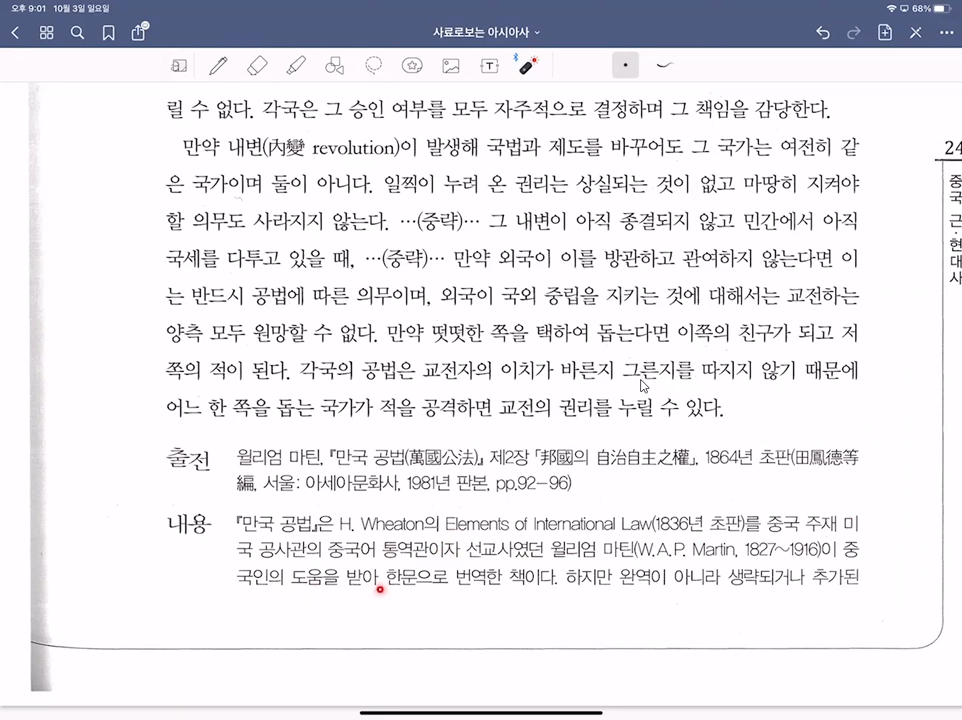 오후 9:01 10월 3일 일요일
68%
사료로보는 아시아사
릴 수 없다. 각국은 그 승인 여부를 모두 자주적으로 결정하며 그 책임을 감당한다.
만약 내변(內變 revolution)이 발생해 국법과 제도를 바꾸어도 그 국가는 여전히 같
은 국가이며 둘이 아니다. 일찍이 누려 온 권리는 상실되는 것이 없고 마땅히 지켜야
할 의무도 사라지지 않는다. …(중략)… 그 내변이 아직 종결되지 않고 민간에서 아직
국세를 다투고 있을 때, …(중략)… 만약 외국이 이를 방관하고 관여하지 않는다면 이
는 반드시 공법에 따른 의무이며, 외국이 국외 중립을 지키는 것에 대해서는 교전하는
양측 모두 원망할 수 없다. 만약 떳떳한 쪽을 택하여 돕는다면 이쪽의 친구가 되고 저
쪽의 적이 된다. 각국의 공법은 교전자의 이치가 바른지 그른지를 따지지 않기 때문에
어느 한 쪽을 돕는 국가가 적을 공격하면 교전의 권리를 누릴 수 있다.
출전 윌리엄 마틴, 『만국 공법(萬國公法)』 제2장 「邦國의 自治自主之權」, 1864년 초판(田鳳德等
編, 서울: 아세아문화사, 1981년 판본, pp.92-96)
내용 『만국 공법』은 H. Wheaton의 Elements of International Law(1836년 초판)를 중국 주재 미
국 공사관의 중국어 통역관이자 선교사였던 윌리엄 마틴(W.A.P. Martin, 1827~1916)이 중
국인의 도움을 받아 한문으로 번역한 책이다. 하지만 완역이 아니라 생략되거나 추가된
24
중국 근·현대사